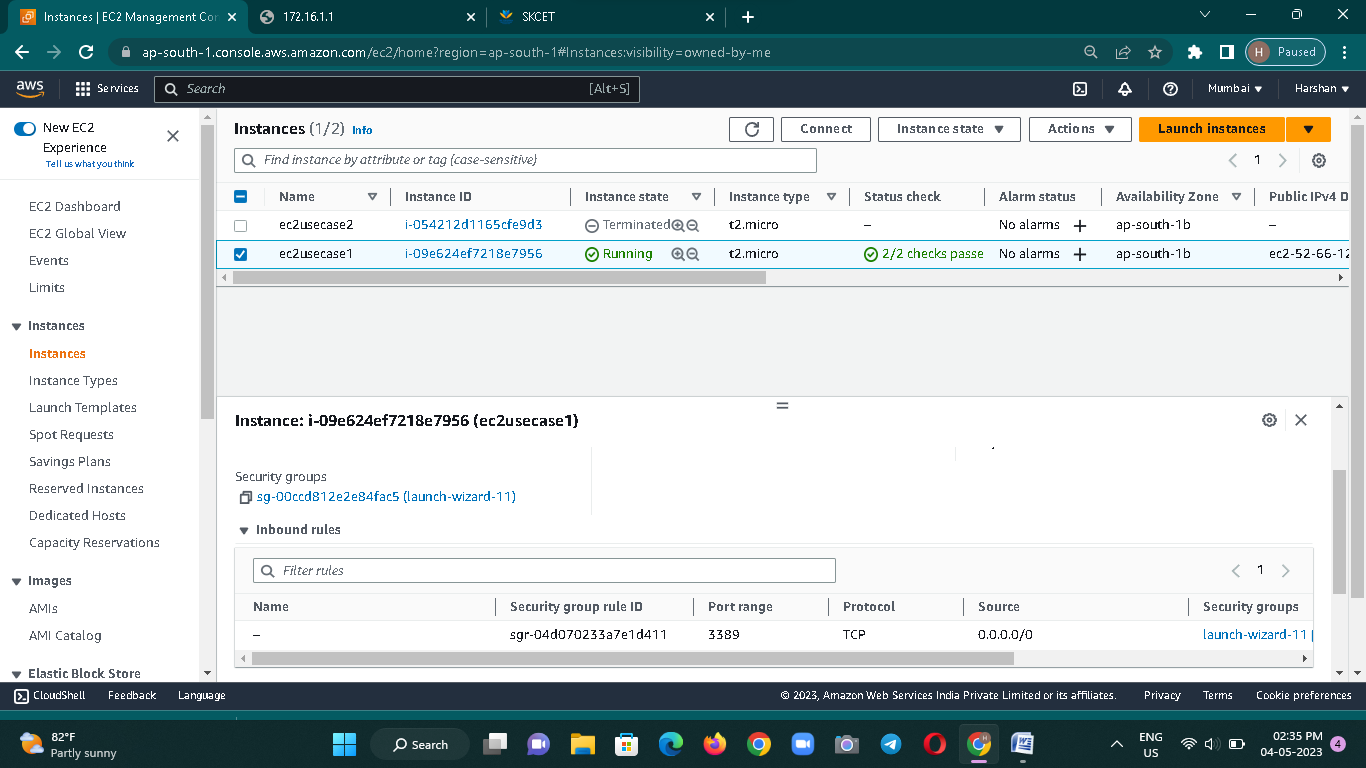 Instances | EC2 Management Con
172.16.1.1
SKCET
ap-south-1.console.aws.amazon.com/ec2/home?region=ap-south-1#Instances:visibility=owned-by-me
H Paused
aws Services Search [Alt+S] Mumbai Harshan
New EC2
Experience
Tell us what you think
EC2 Dashboard
EC2 Global View
Events
Limits
Instances
Instances
Instance Types
Launch Templates
Spot Requests
Savings Plans
Reserved Instances
Dedicated Hosts
Capacity Reservations
Images
AMIs
AMI Catalog
Elastic Block Store
Instances (1/2) Info
Connect Instance state Actions Launch instances
Find instance by attribute or tag (case-sensitive) 1
Name Instance ID Instance state Instance type Status check Alarm status Availability Zone Public IPv4 D
ec2usecase2 i-054212d1165cfe9d3 Terminated t2.micro – No alarms + ap-south-1b –
ec2usecase1 i-09e624ef7218e7956 Running t2.micro 2/2 checks passe No alarms + ap-south-1b ec2-52-66-12
Instance: i-09e624ef7218e7956 (ec2usecase1)
Security groups
sg-00ccd812e2e84fac5 (launch-wizard-11)
Inbound rules
Filter rules 1
Name Security group rule ID Port range Protocol Source Security groups
– sgr-04d070233a7e1d411 3389 TCP 0.0.0.0/0 launch-wizard-11
CloudShell Feedback Language © 2023, Amazon Web Services India Private Limited or its affiliates. Privacy Terms Cookie preferences
82°F
Partly sunny
Search
ENG
US
02:35 PM
04-05-2023
4